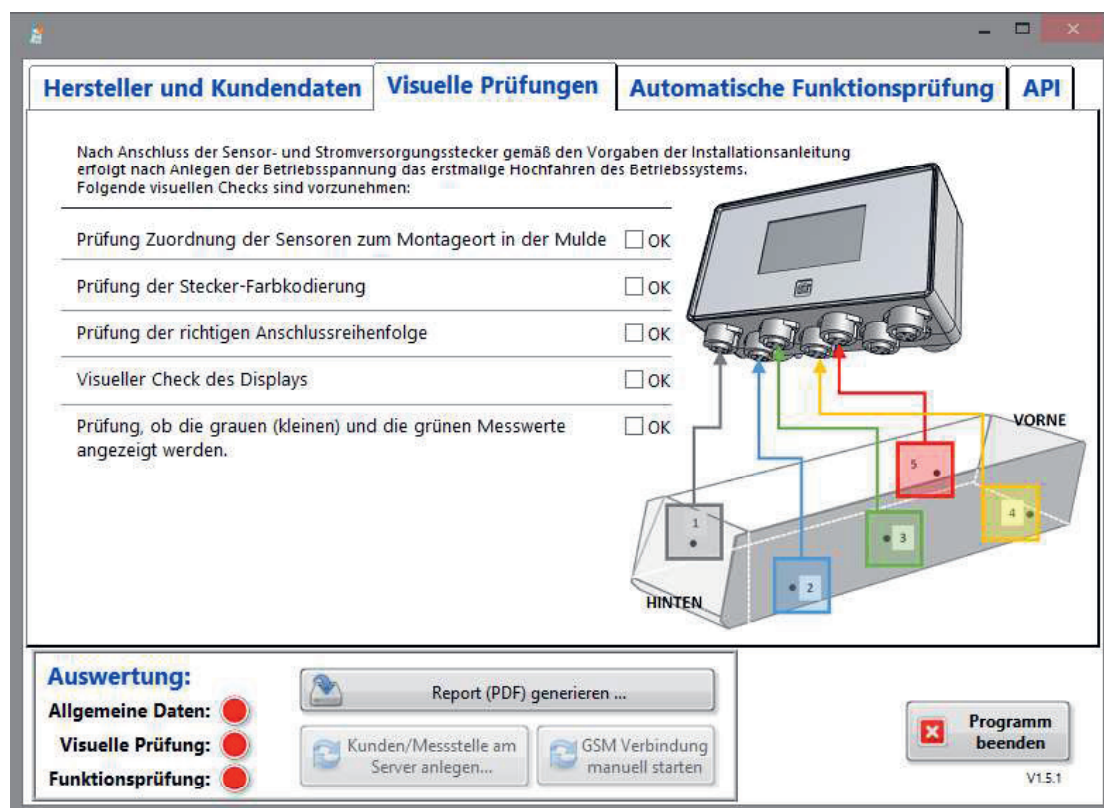 Hersteller und Kundendaten
Visuelle Prüfungen
Automatische Funktionsprüfung
API
Nach Anschluss der Sensor- und Stromversorgungsstecker gemäß den Vorgaben der Installationsanleitung
erfolgt nach Anlegen der Betriebsspannung das erstmalige Hochfahren des Betriebssystems.
Folgende visuellen Checks sind vorzunehmen:
Prüfung Zuordnung der Sensoren zum Montageort in der Mulde OK
Prüfung der Stecker-Farbkodierung OK
Prüfung der richtigen Anschlussreihenfolge OK
Visueller Check des Displays OK
Prüfung, ob die grauen (kleinen) und die grünen Messwerte OK
angezeigt werden.
VORNE
5
4
1
3
2
HINTEN
Auswertung:
Allgemeine Daten:
Visuelle Prüfung:
Funktionsprüfung:
Report (PDF) generieren ...
Kunden/Messstelle am
Server anlegen...
GSM Verbindung
manuell starten
Programm
beenden
V1.5.1